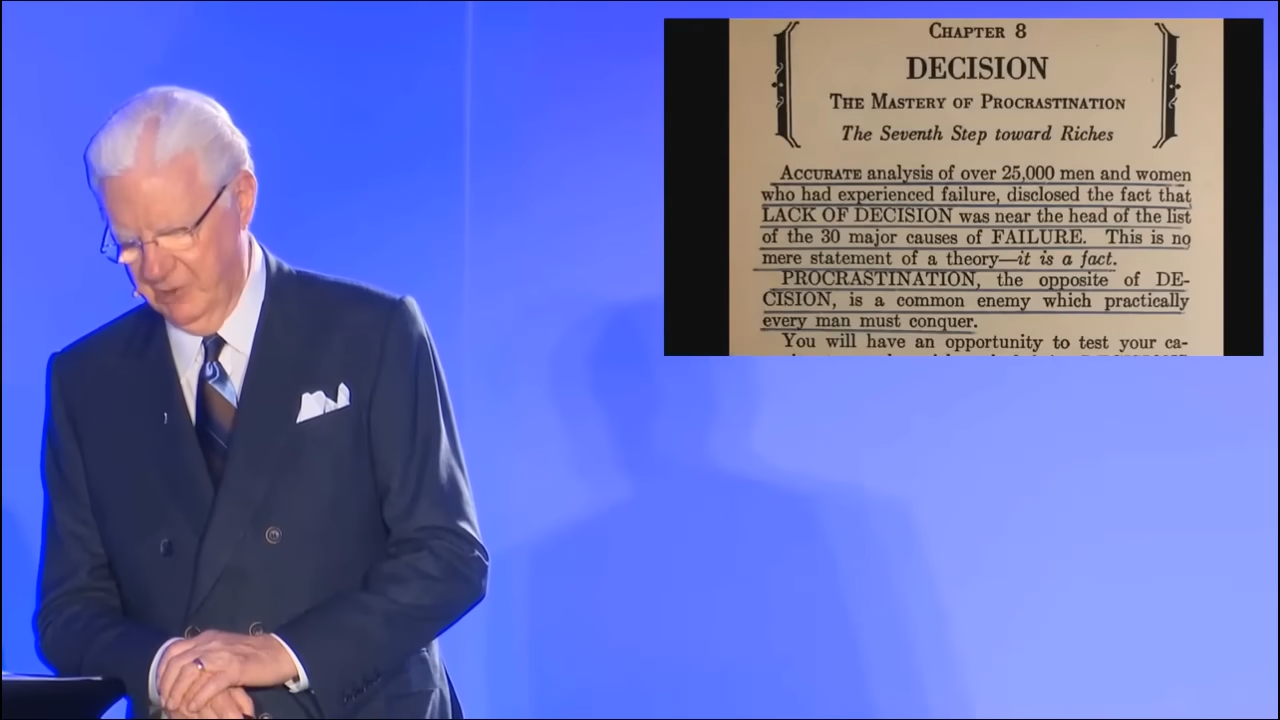 CHAPTER 8
DECISION
THE MASTERY OF PROCRASTINATION
The Seventh Step toward Riches
ACCURATE analysis of over 25,000 men and women
who had experienced failure, disclosed the fact that
LACK OF DECISION was near the head of the list
of the 30 major causes of FAILURE. This is no
mere statement of a theory—it is a fact.
PROCRASTINATION, the opposite of DE-
CISION, is a common enemy which practically
every man must conquer.
You will have an opportunity to test your ca-